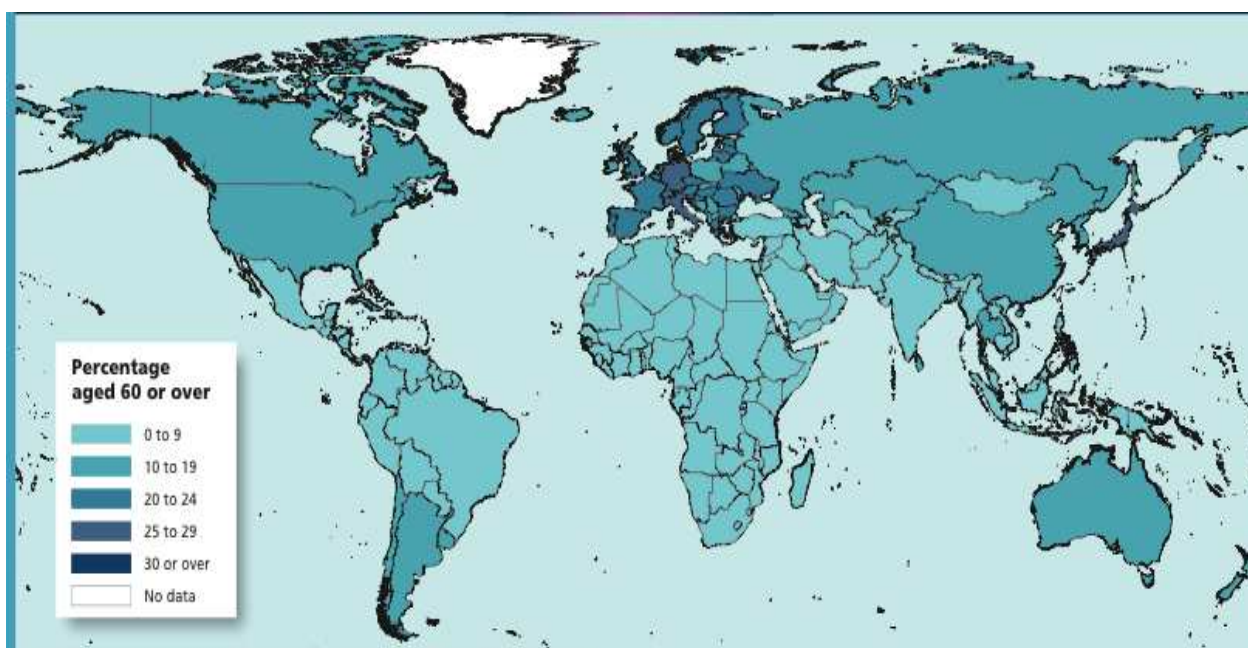 Percentage
aged 60 or over
0 to 9
10 to 19
20 to 24
25 to 29
30 or over
No data